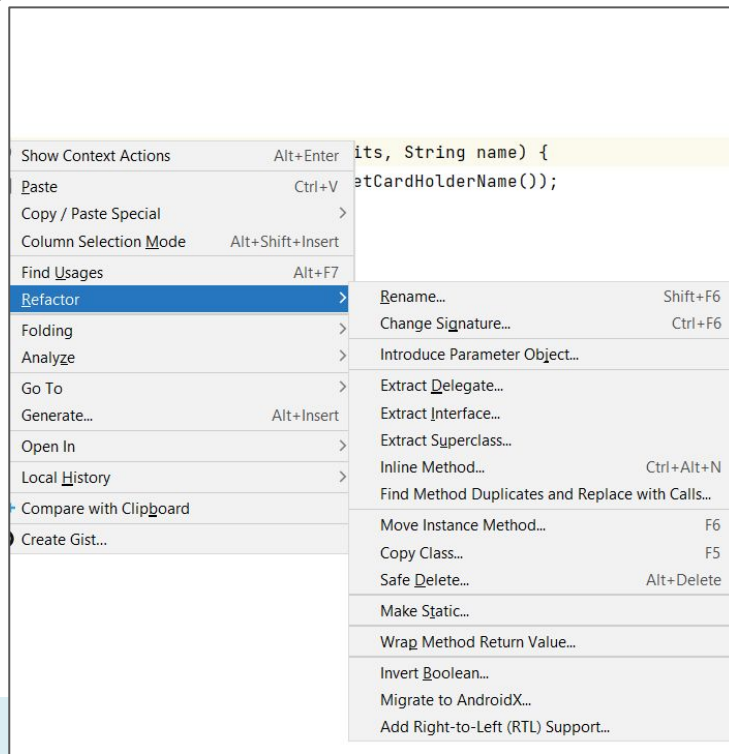 its, String name) {
etCardHolderName());
Show Context Actions Alt+Enter
Paste Ctrl+V
Copy / Paste Special
Column Selection Mode Alt+Shift+Insert
Find Usages Alt+F7
Refactor
Folding
Analyze
Go To
Generate... Alt+Insert
Open In
Local History
Compare with Clipboard
Create Gist...
Rename... Shift+F6
Change Signature... Ctrl+F6
Introduce Parameter Object...
Extract Delegate...
Extract Interface...
Extract Superclass...
Inline Method... Ctrl+Alt+N
Find Method Duplicates and Replace with Calls...
Move Instance Method... F6
Copy Class... F5
Safe Delete... Alt+Delete
Make Static...
Wrap Method Return Value...
Invert Boolean...
Migrate to AndroidX...
Add Right-to-Left (RTL) Support...